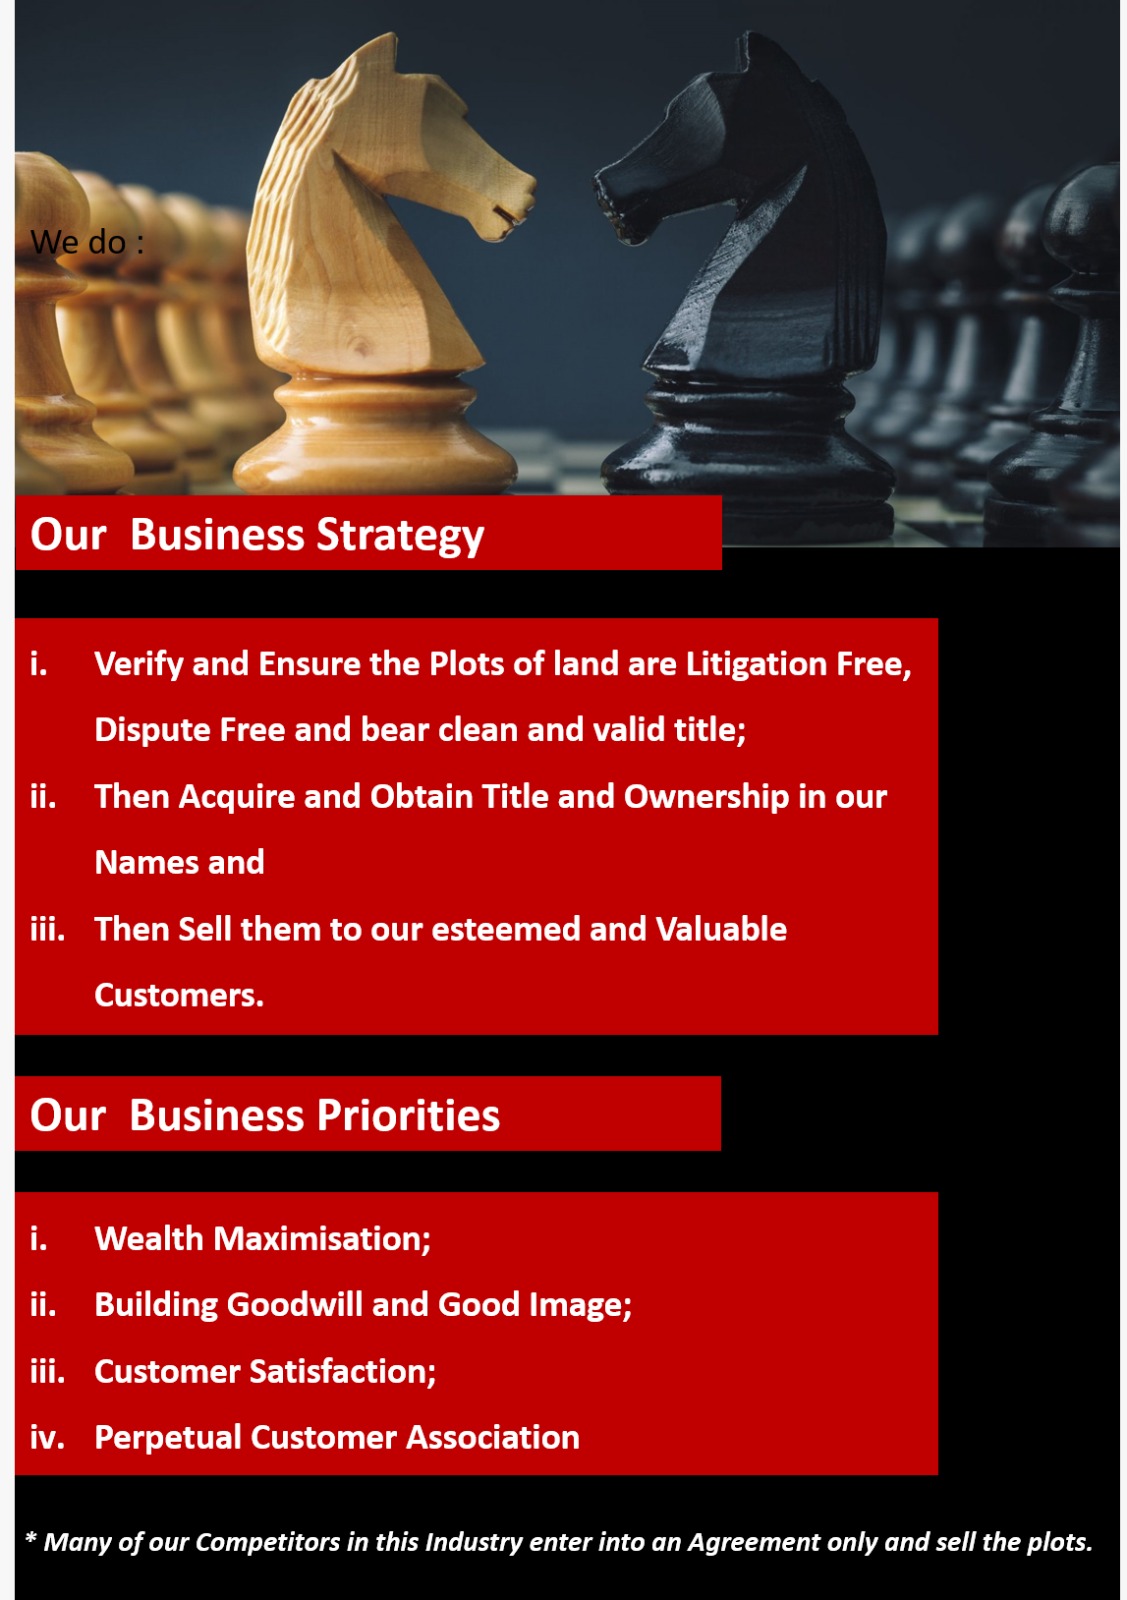 We do :
Our  Business Strategy
i. Verify and Ensure the Plots of land are Litigation Free,
Dispute Free and bear clean and valid title;
ii. Then Acquire and Obtain Title and Ownership in our
Names and
iii. Then Sell them to our esteemed and Valuable
Customers.
Our  Business Priorities
i. Wealth Maximisation;
ii. Building Goodwill and Good Image;
iii. Customer Satisfaction;
iv. Perpetual Customer Association
* Many of our Competitors in this Industry enter into an Agreement only and sell the plots.